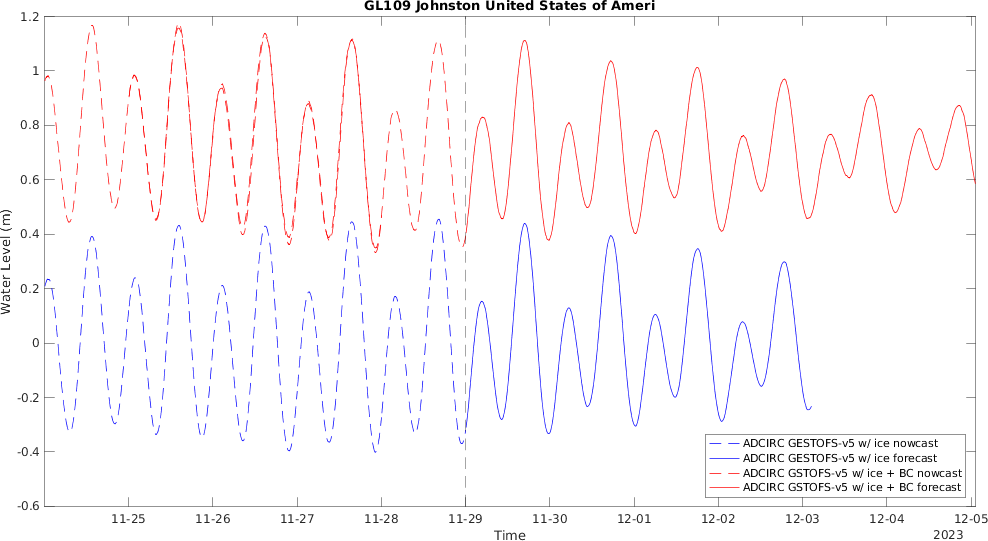 GL109 Johnston United States of Ameri
1.2
1
0.8
0.6
0.4
0.2
0
-0.2
-0.4
-0.6
Water Level (m)
ADCIRC GESTOFS-v5 w/ ice nowcast
ADCIRC GESTOFS-v5 w/ ice forecast
ADCIRC GSTOFS-v5 w/ ice + BC nowcast
ADCIRC GSTOFS-v5 w/ ice + BC forecast
11-25 11-26 11-27 11-28 11-29 11-30 12-01 12-02 12-03 12-04 12-05
Time
2023